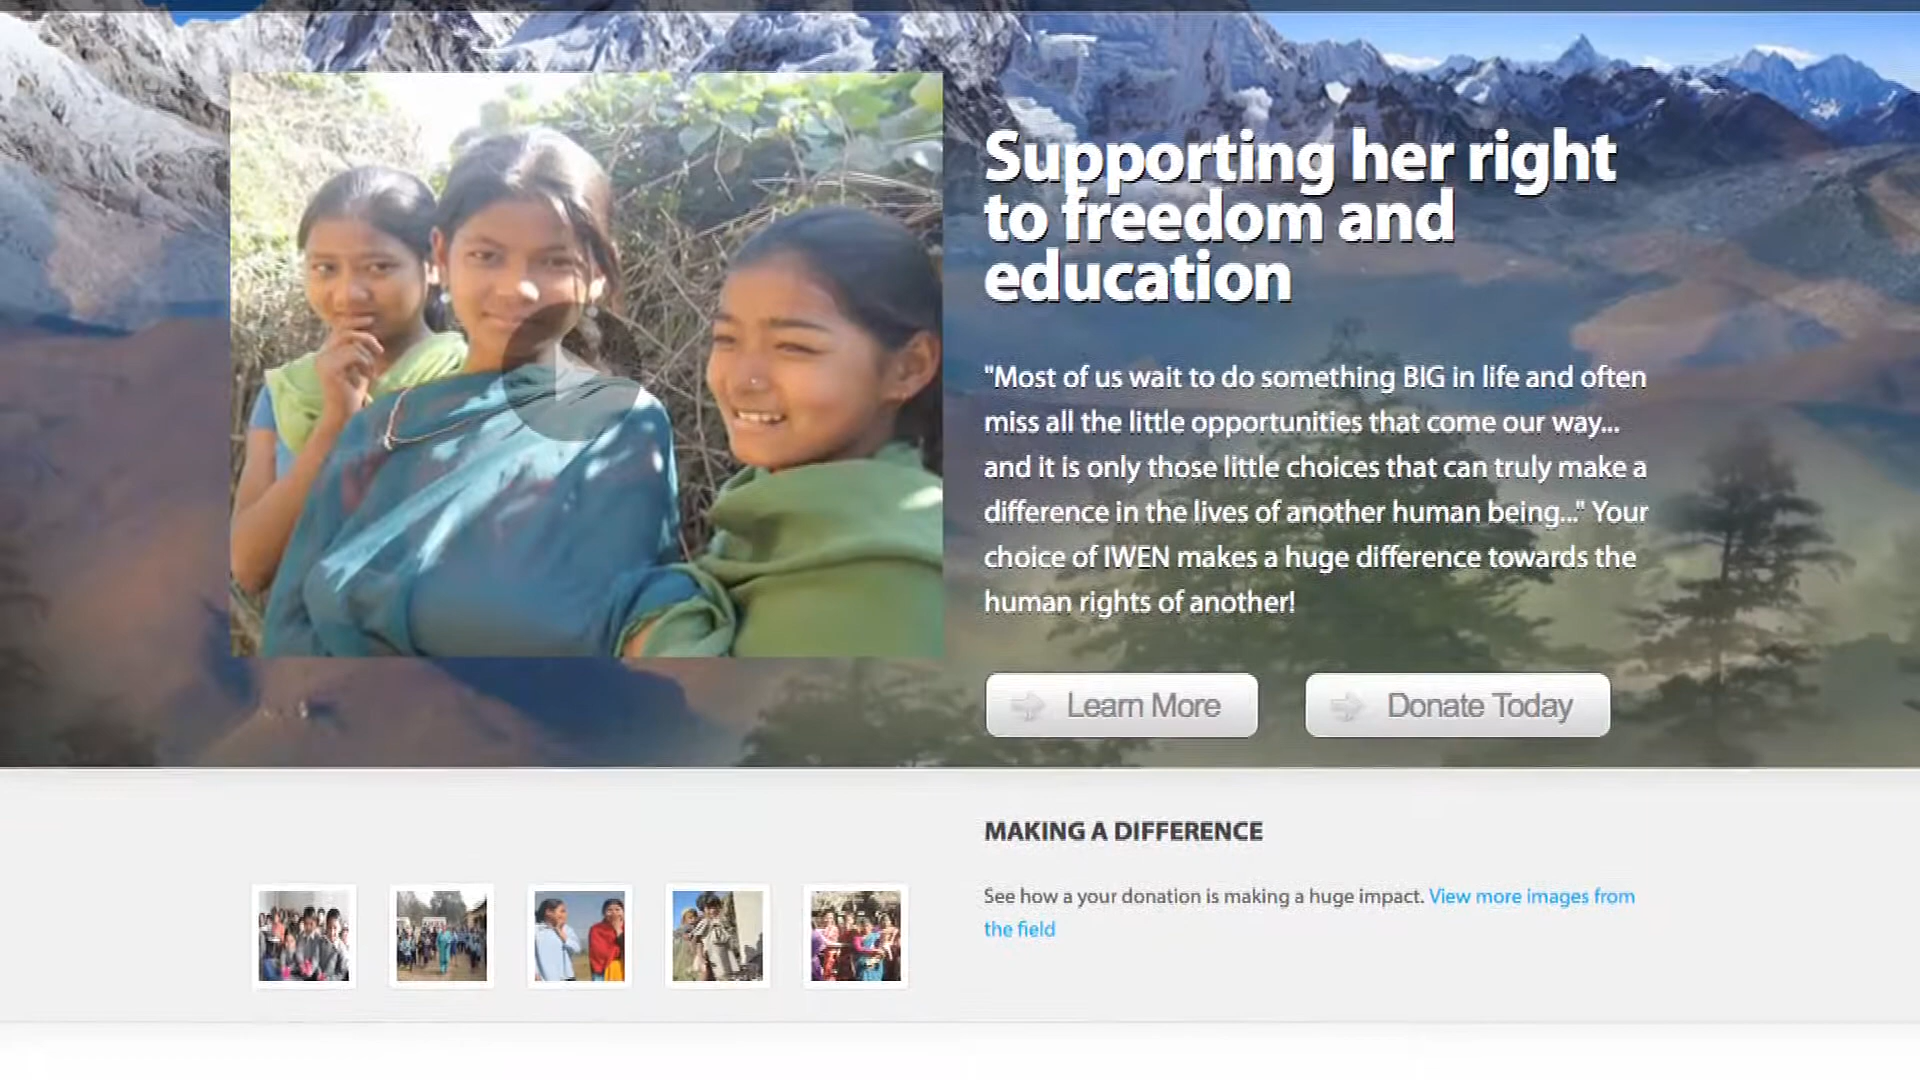 Supporting her right
to freedom and
education
"Most of us wait to do something BIG in life and often
miss all the little opportunities that come our way...
and it is only those little choices that can truly make a
difference in the lives of another human being..." Your
choice of IWEN makes a huge difference towards the
human rights of another!
Learn More
Donate Today
MAKING A DIFFERENCE
See how a your donation is making a huge impact. View more images from
the field